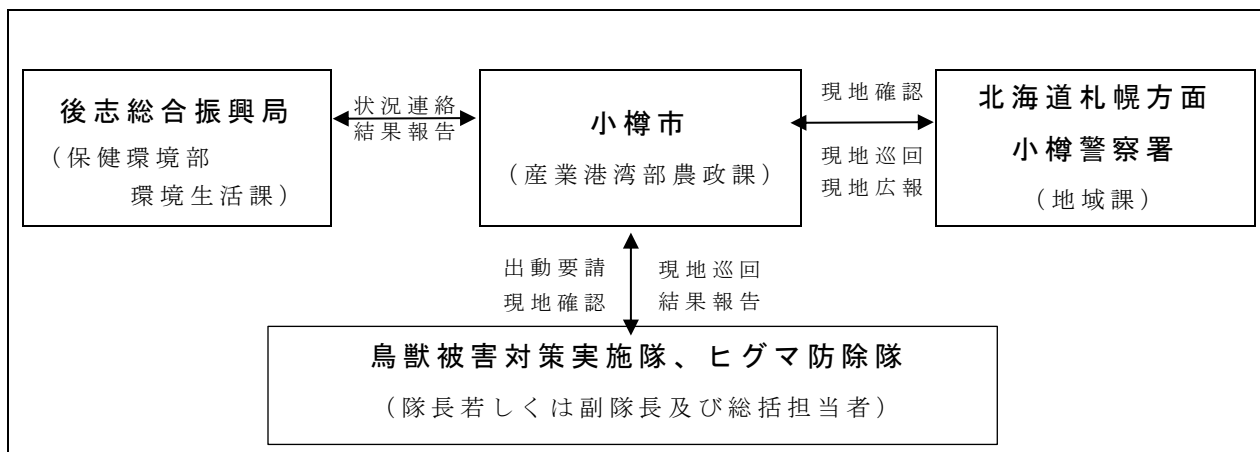 後志総合振興局
（保健環境部
環境生活課）
状況連絡
結果報告
小樽市
（産業港湾部農政課）
現地確認
現地巡回
現地広報
北海道札幌方面
小樽警察署
（地域課）
出動要請
現地確認
現地巡回
結果報告
鳥獣被害対策実施隊、ヒグマ防除隊
（隊長若しくは副隊長及び総括担当者）